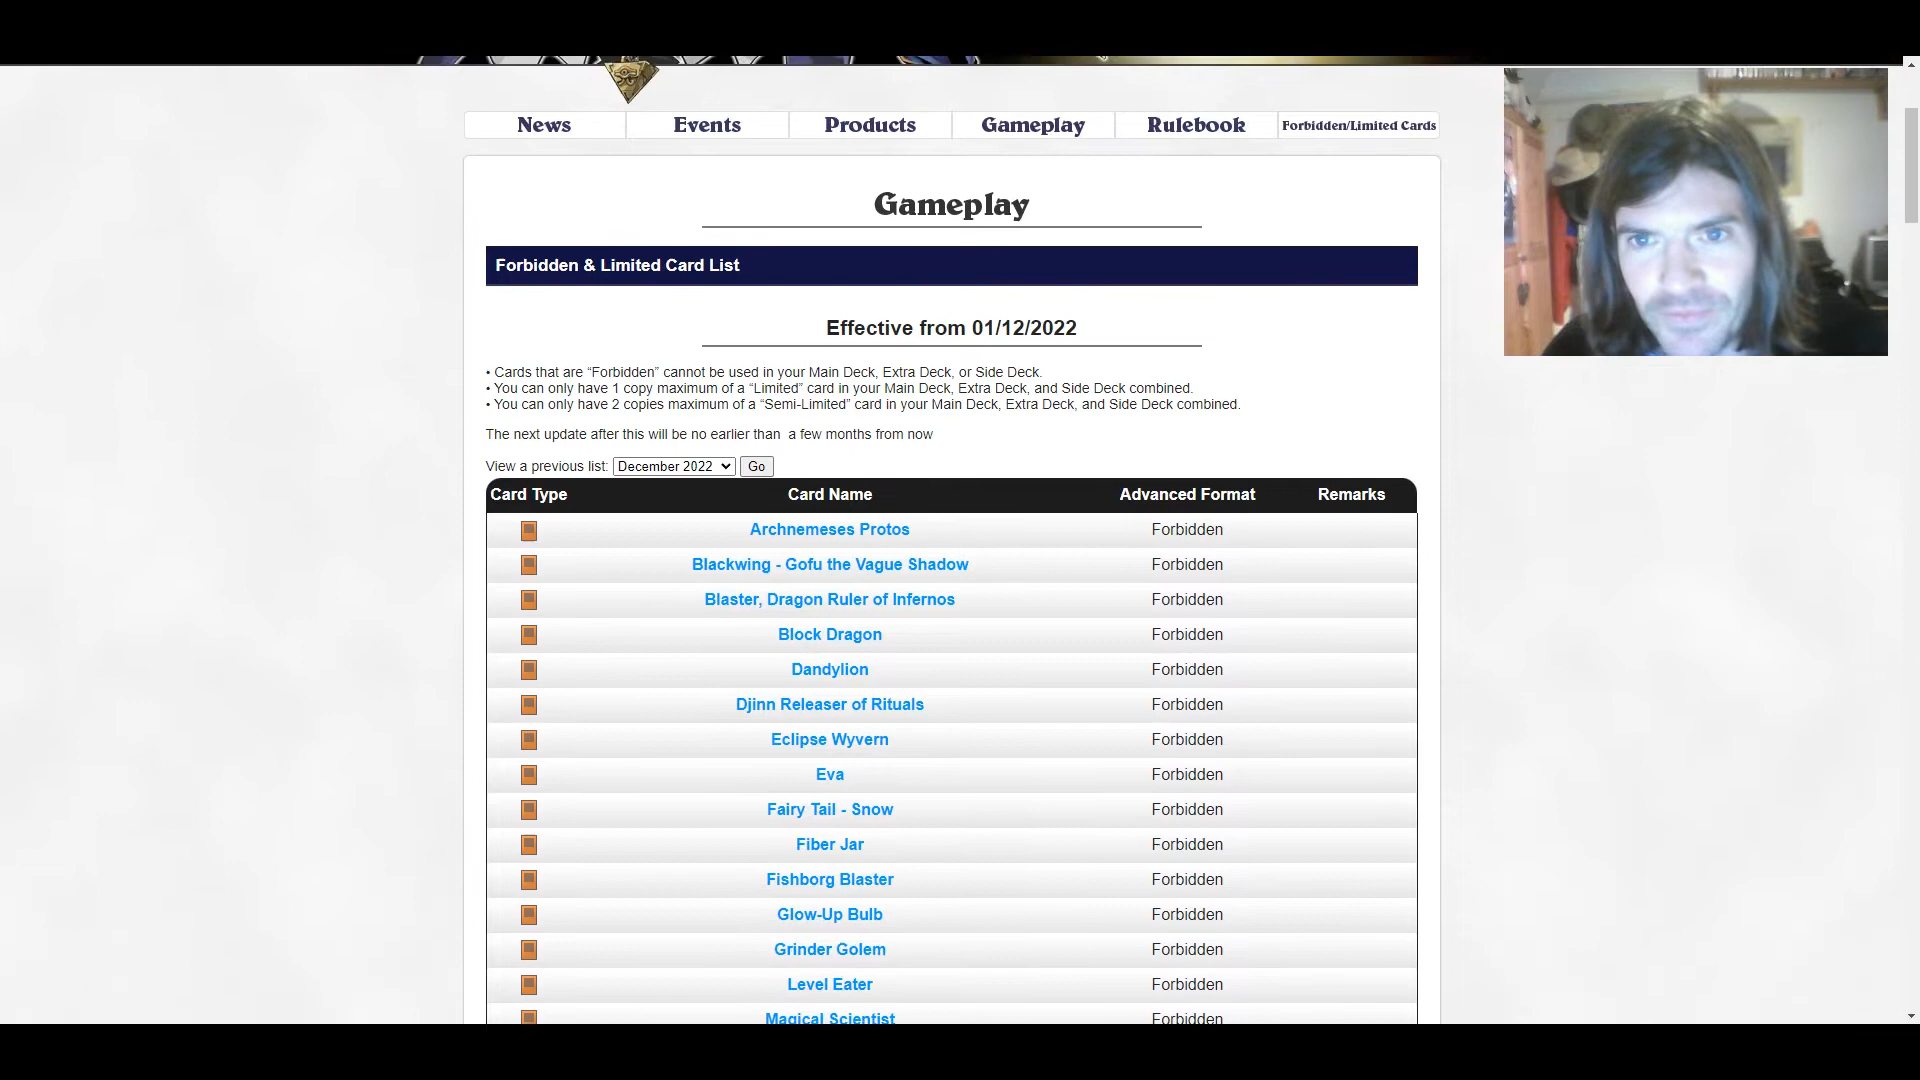 News Events Products Gameplay Rulebook Forbidden/Limited Cards
Gameplay
Forbidden & Limited Card List
Effective from 01/12/2022
• Cards that are “Forbidden” cannot be used in your Main Deck, Extra Deck, or Side Deck.
• You can only have 1 copy maximum of a “Limited” card in your Main Deck, Extra Deck, and Side Deck combined.
• You can only have 2 copies maximum of a “Semi-Limited” card in your Main Deck, Extra Deck, and Side Deck combined.
The next update after this will be no earlier than  a few months from now
View a previous list: December 2022 Go
Card Type Card Name Advanced Format Remarks
Archnemeses Protos Forbidden
Blackwing - Gofu the Vague Shadow Forbidden
Blaster, Dragon Ruler of Infernos Forbidden
Block Dragon Forbidden
Dandylion Forbidden
Djinn Releaser of Rituals Forbidden
Eclipse Wyvern Forbidden
Eva Forbidden
Fairy Tail - Snow Forbidden
Fiber Jar Forbidden
Fishborg Blaster Forbidden
Glow-Up Bulb Forbidden
Grinder Golem Forbidden
Level Eater Forbidden
Magical Scientist Forbidden